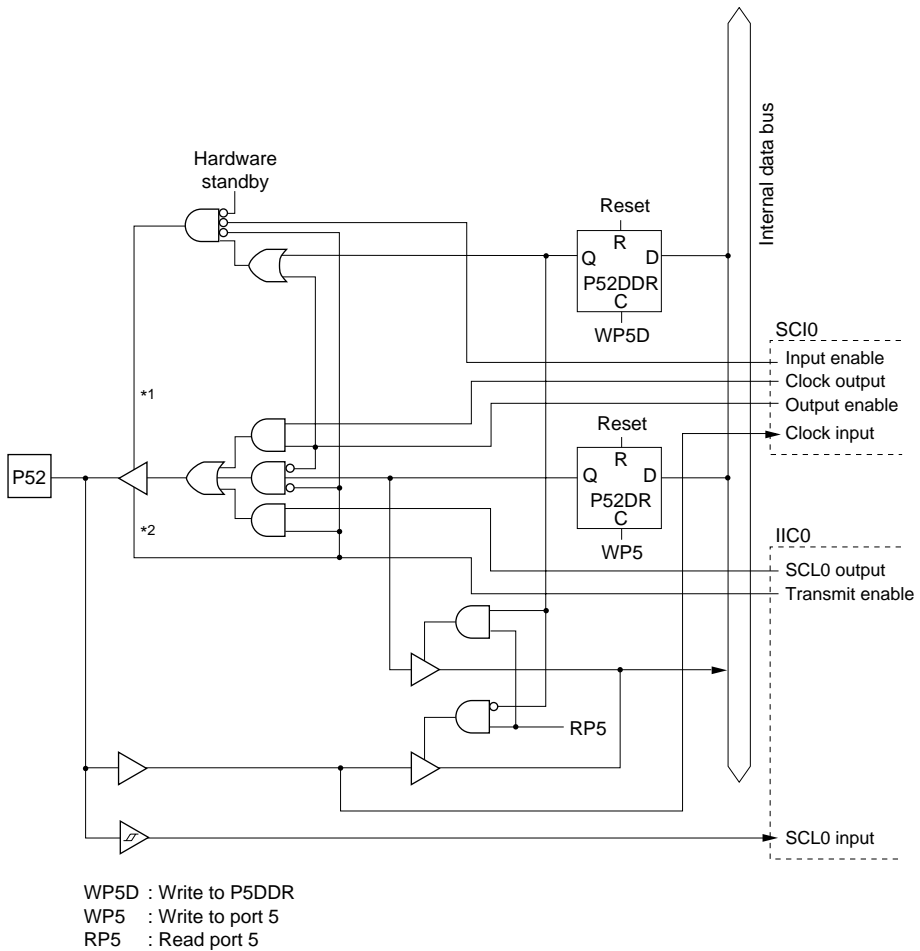 Internal data bus
Hardware
standby
Reset
R
Q
D
P52DDR
C
WP5D
SCI0
Input enable
Clock output
Output enable
Clock input
*1
Reset
R
Q
D
P52DR
C
WP5
P52
*2
IIC0
SCL0 output
Transmit enable
RP5
SCL0 input
WP5D : Write to P5DDR
WP5 : Write to port 5
RP5 : Read port 5